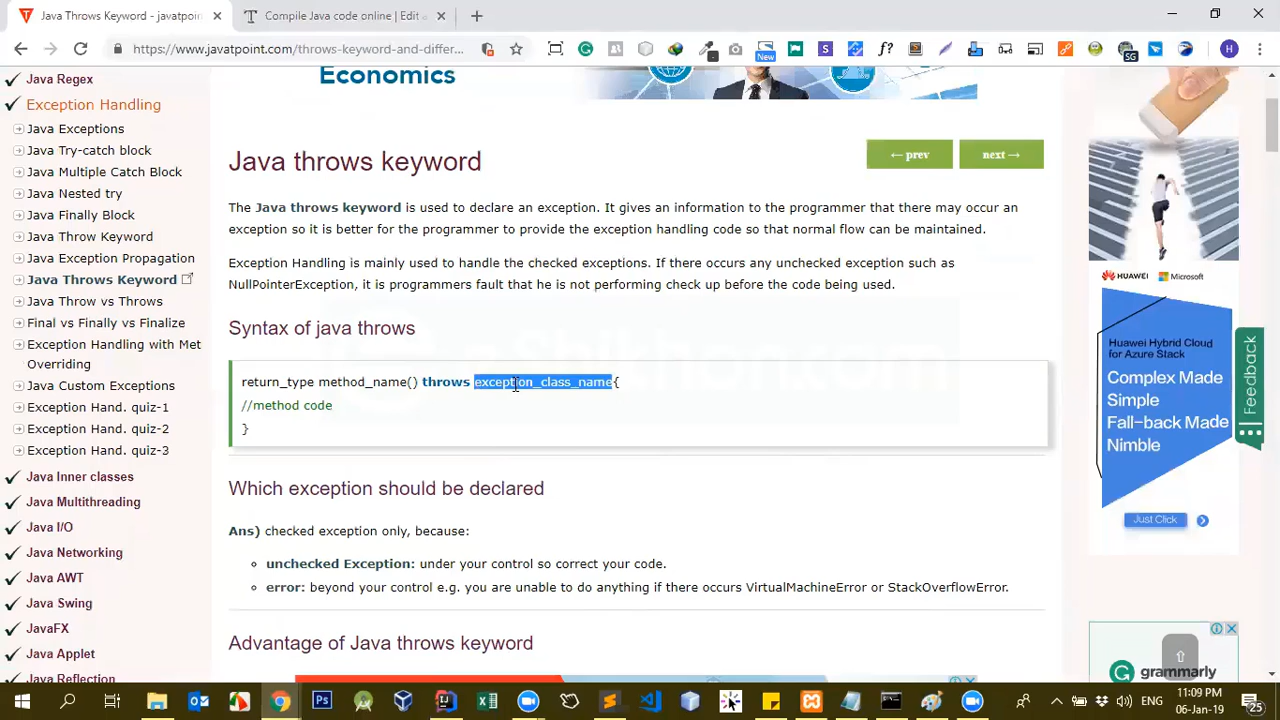 Java Throws Keyword - javatpoin
Compile Java code online | Edit
https://www.javatpoint.com/throws-keyword-and-differ...
New
SG
H
Java Regex
Exception Handling
Java Exceptions
Java Try-catch block
Java Multiple Catch Block
Java Nested try
Java Finally Block
Java Throw Keyword
Java Exception Propagation
Java Throws Keyword
Java Throw vs Throws
Final vs Finally vs Finalize
Exception Handling with Met
Overriding
Java Custom Exceptions
Exception Hand. quiz-1
Exception Hand. quiz-2
Exception Hand. quiz-3
Java Inner classes
Java Multithreading
Java I/O
Java Networking
Java AWT
Java Swing
JavaFX
Java Applet
Java Reflection
Economics
Java throws keyword
← prev
next →
The Java throws keyword is used to declare an exception. It gives an information to the programmer that there may occur an
exception so it is better for the programmer to provide the exception handling code so that normal flow can be maintained.
Exception Handling is mainly used to handle the checked exceptions. If there occurs any unchecked exception such as
NullPointerException, it is programmers fault that he is not performing check up before the code being used.
Syntax of java throws
return_type method_name() throws exception_class_name{
//method code
}
Which exception should be declared
Ans) checked exception only, because:
unchecked Exception: under your control so correct your code.
error: beyond your control e.g. you are unable to do anything if there occurs VirtualMachineError or StackOverflowError.
Advantage of Java throws keyword
HUAWEI Microsoft
Huawei Hybrid Cloud
for Azure Stack
Complex Made
Simple
Fall-back Made
Nimble
Just Click
Feedback
grammarly
ENG
11:09 PM
06-Jan-19
25